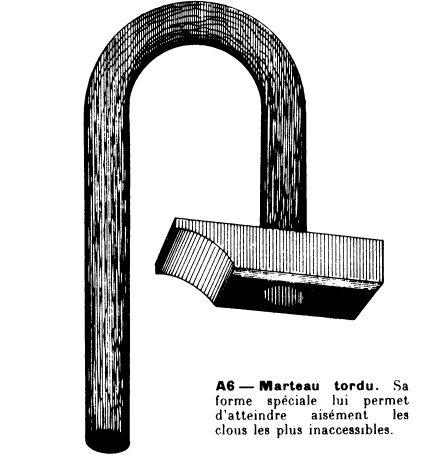 A6 — Marteau tordu. Sa
forme spéciale lui permet
d'atteindre aisément les
clous les plus inaccessibles.